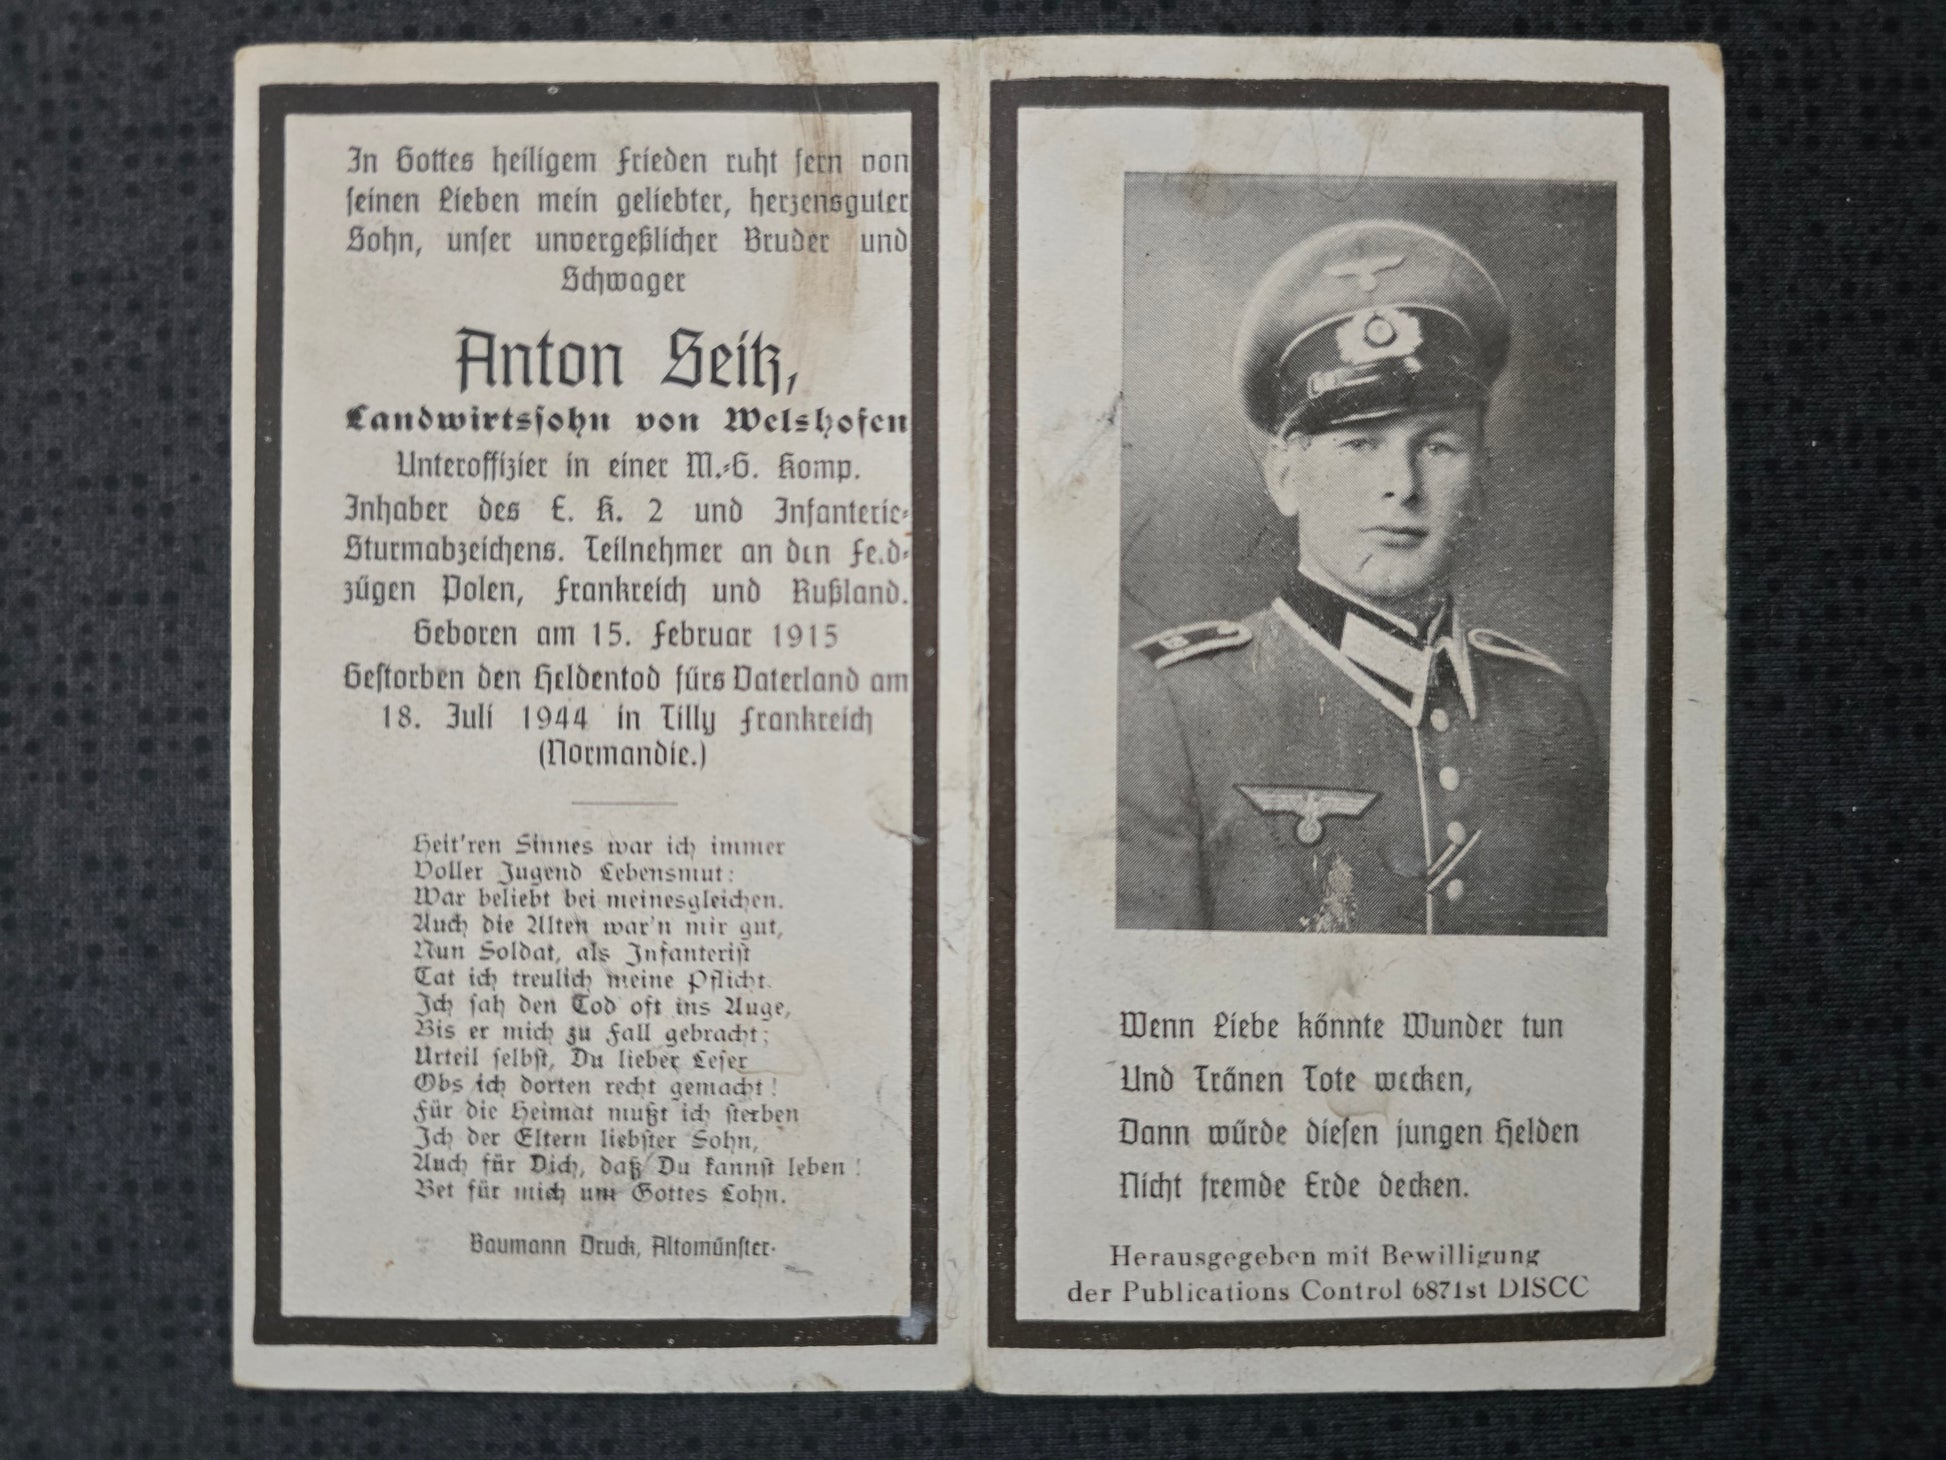 In Gottes heiligem Frieden ruht fern von
seinen Lieben mein geliebter, herzensguter
Sohn, unser unvergeßlicher Bruder und
Schwager
Anton Seitz,
Landwirtssohn von Welshofen
Unteroffizier in einer M.-G. Komp.
Inhaber des E. K. 2 und Infanterie-
Sturmabzeichens. Teilnehmer an den Feld-
zügen Polen, Frankreich und Rußland.
Geboren am 15. Februar 1915
Gestorben den Heldentod fürs Vaterland am
18. Juli 1944 in Tilly Frankreich
(Normandie.)
Heit'ren Sinnes war ich immer
Voller Jugend Lebensmut:
War beliebt bei meinesgleichen.
Auch die Alten war'n mir gut,
Nun Soldat, als Infanterist
Tat ich treulich meine Pflicht.
Ich sah den Tod oft ins Auge,
Bis er mich zu Fall gebracht;
Urteil selbst, Du lieber Leser
Obs ich dorten recht gemacht!
Für die Heimat mußt ich sterben
Ich der Eltern liebster Sohn,
Auch für Dich, daß Du kannst leben!
Bet für mich um Gottes Lohn.
Baumann Druck, Altomünster.
Wenn Liebe könnte Wunder tun
Und Tränen Tote wecken,
Dann würde diesen jungen Helden
Nicht fremde Erde decken.
Herausgegeben mit Bewilligung
der Publications Control 6871st DISCC